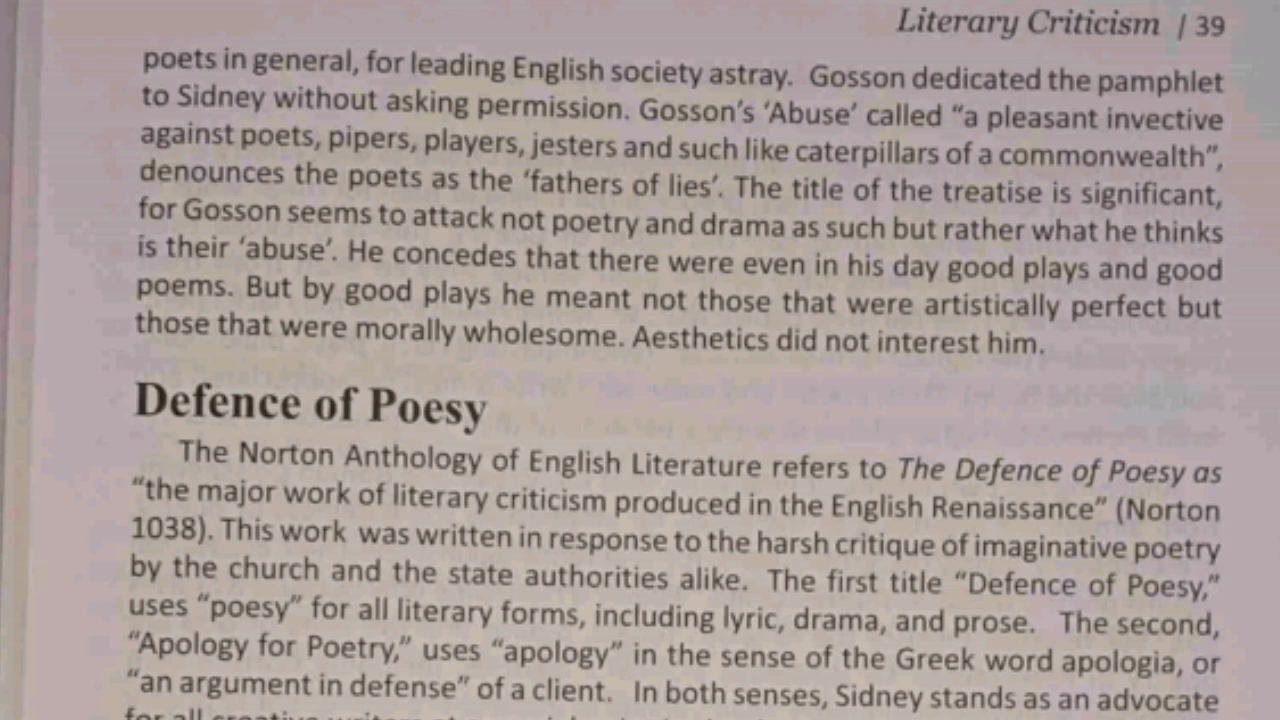 Literary Criticism | 39
poets in general, for leading English society astray. Gosson dedicated the pamphlet
to Sidney without asking permission. Gosson's 'Abuse' called "a pleasant invective
against poets, pipers, players, jesters and such like caterpillars of a commonwealth",
denounces the poets as the 'fathers of lies'. The title of the treatise is significant,
for Gosson seems to attack not poetry and drama as such but rather what he thinks
is their 'abuse'. He concedes that there were even in his day good plays and good
poems. But by good plays he meant not those that were artistically perfect but
those that were morally wholesome. Aesthetics did not interest him.
Defence of Poesy
The Norton Anthology of English Literature refers to The Defence of Poesy as
"the major work of literary criticism produced in the English Renaissance" (Norton
1038). This work was written in response to the harsh critique of imaginative poetry
by the church and the state authorities alike. The first title "Defence of Poesy,"
uses "poesy" for all literary forms, including lyric, drama, and prose. The second,
"Apology for Poetry," uses "apology" in the sense of the Greek word apologia, or
"an argument in defense" of a client. In both senses, Sidney stands as an advocate
for all creative writers